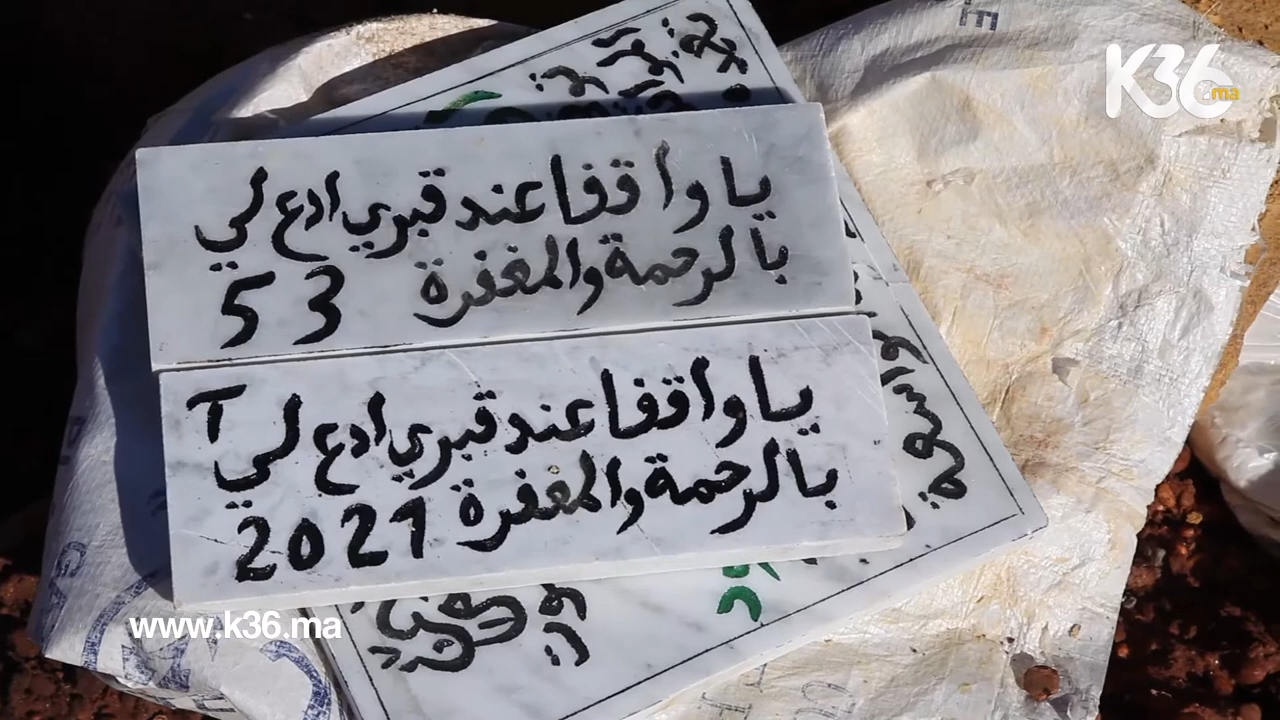 K36.ma
يا واقفا عند قبري ادع لي
بالرحمة والمغفرة 53
يا واقفا عند قبري ادع لي T
بالرحمة والمغفرة 2021
www.k36.ma